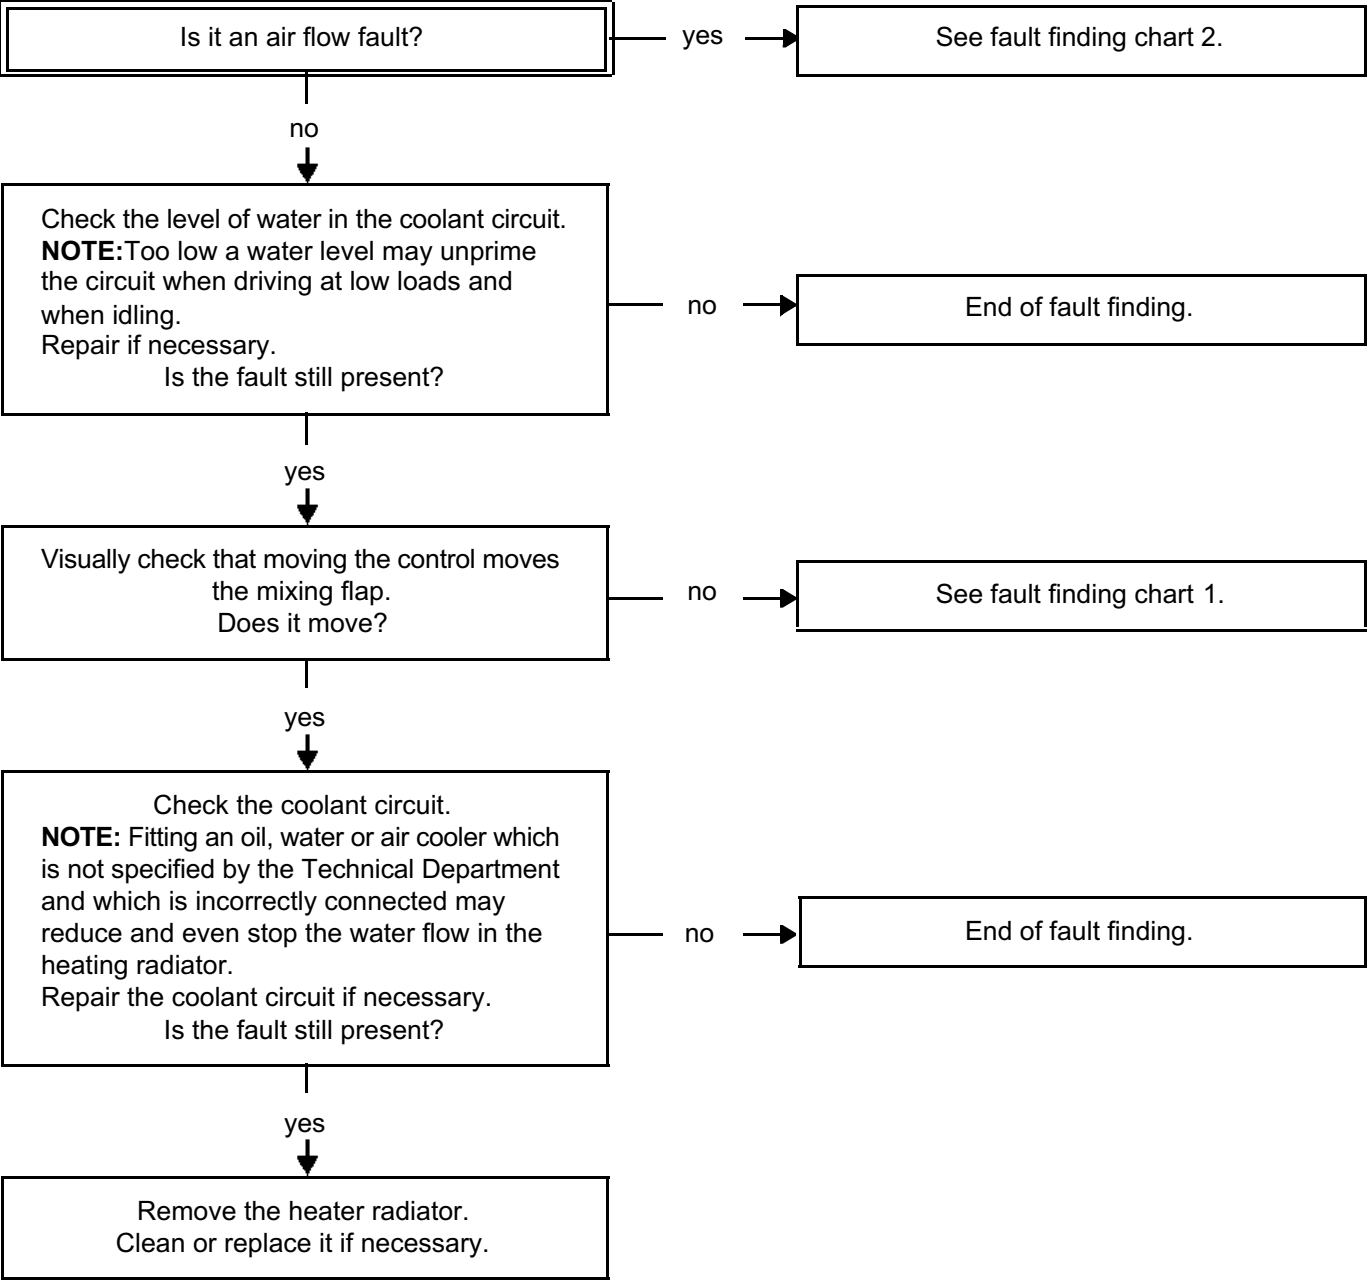 Is it an air flow fault?
yes
See fault finding chart 2.
no
Check the level of water in the coolant circuit.
NOTE:Too low a water level may unprime
the circuit when driving at low loads and
when idling.
Repair if necessary.
Is the fault still present?
no
End of fault finding.
yes
Visually check that moving the control moves
the mixing flap.
Does it move?
no
See fault finding chart 1.
yes
Check the coolant circuit.
NOTE: Fitting an oil, water or air cooler which
is not specified by the Technical Department
and which is incorrectly connected may
reduce and even stop the water flow in the
heating radiator.
Repair the coolant circuit if necessary.
Is the fault still present?
no
End of fault finding.
yes
Remove the heater radiator.
Clean or replace it if necessary.